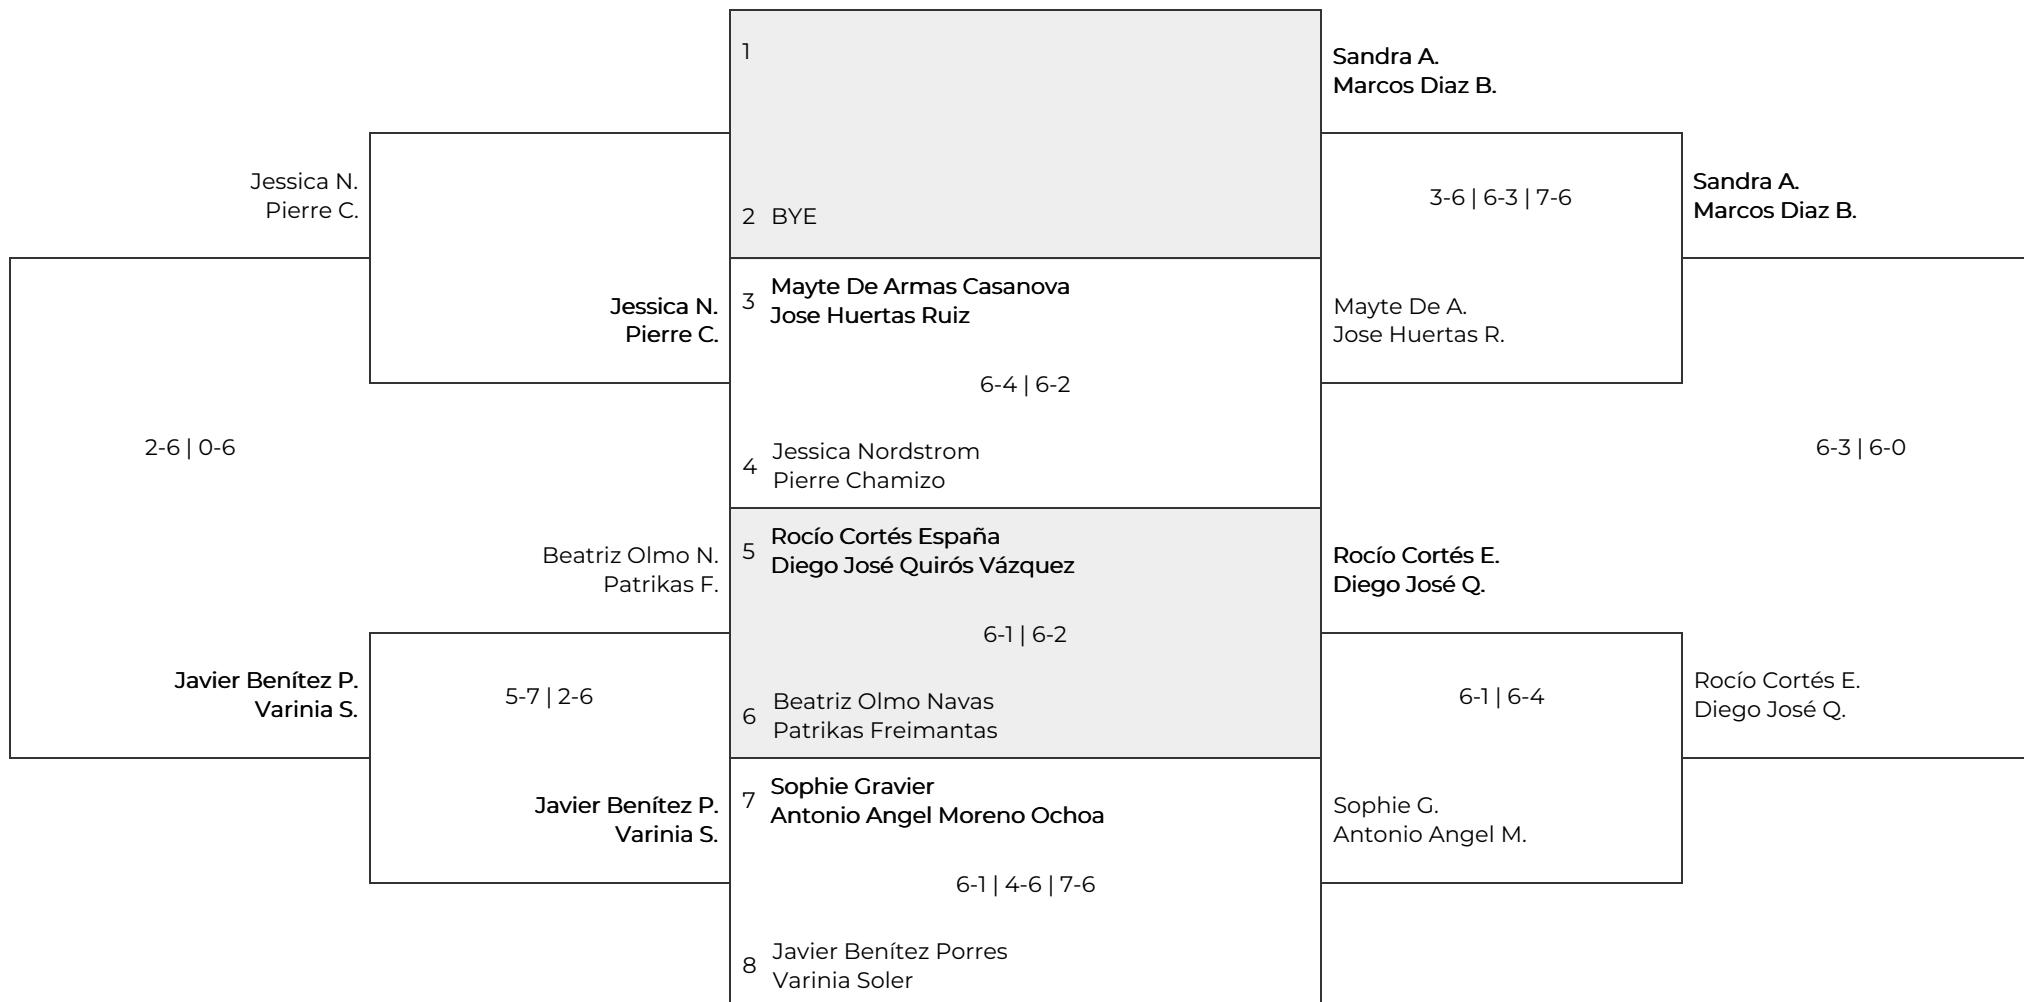 Jessica N.
Pierre C.
2-6 | 0-6
Javier Benítez P.
Varinia S.
Jessica N.
Pierre C.
Beatriz Olmo N.
Patrikas F.
5-7 | 2-6
Javier Benítez P.
Varinia S.
1
2 BYE
3 Mayte De Armas Casanova
Jose Huertas Ruiz
6-4 | 6-2
4 Jessica Nordstrom
Pierre Chamizo
5 Rocío Cortés España
Diego José Quirós Vázquez
6-1 | 6-2
6 Beatriz Olmo Navas
Patrikas Freimantas
7 Sophie Gravier
Antonio Angel Moreno Ochoa
6-1 | 4-6 | 7-6
8 Javier Benítez Porres
Varinia Soler
Sandra A.
Marcos Diaz B.
3-6 | 6-3 | 7-6
Mayte De A.
Jose Huertas R.
Rocío Cortés E.
Diego José Q.
6-1 | 6-4
Sophie G.
Antonio Angel M.
Sandra A.
Marcos Diaz B.
6-3 | 6-0
Rocío Cortés E.
Diego José Q.